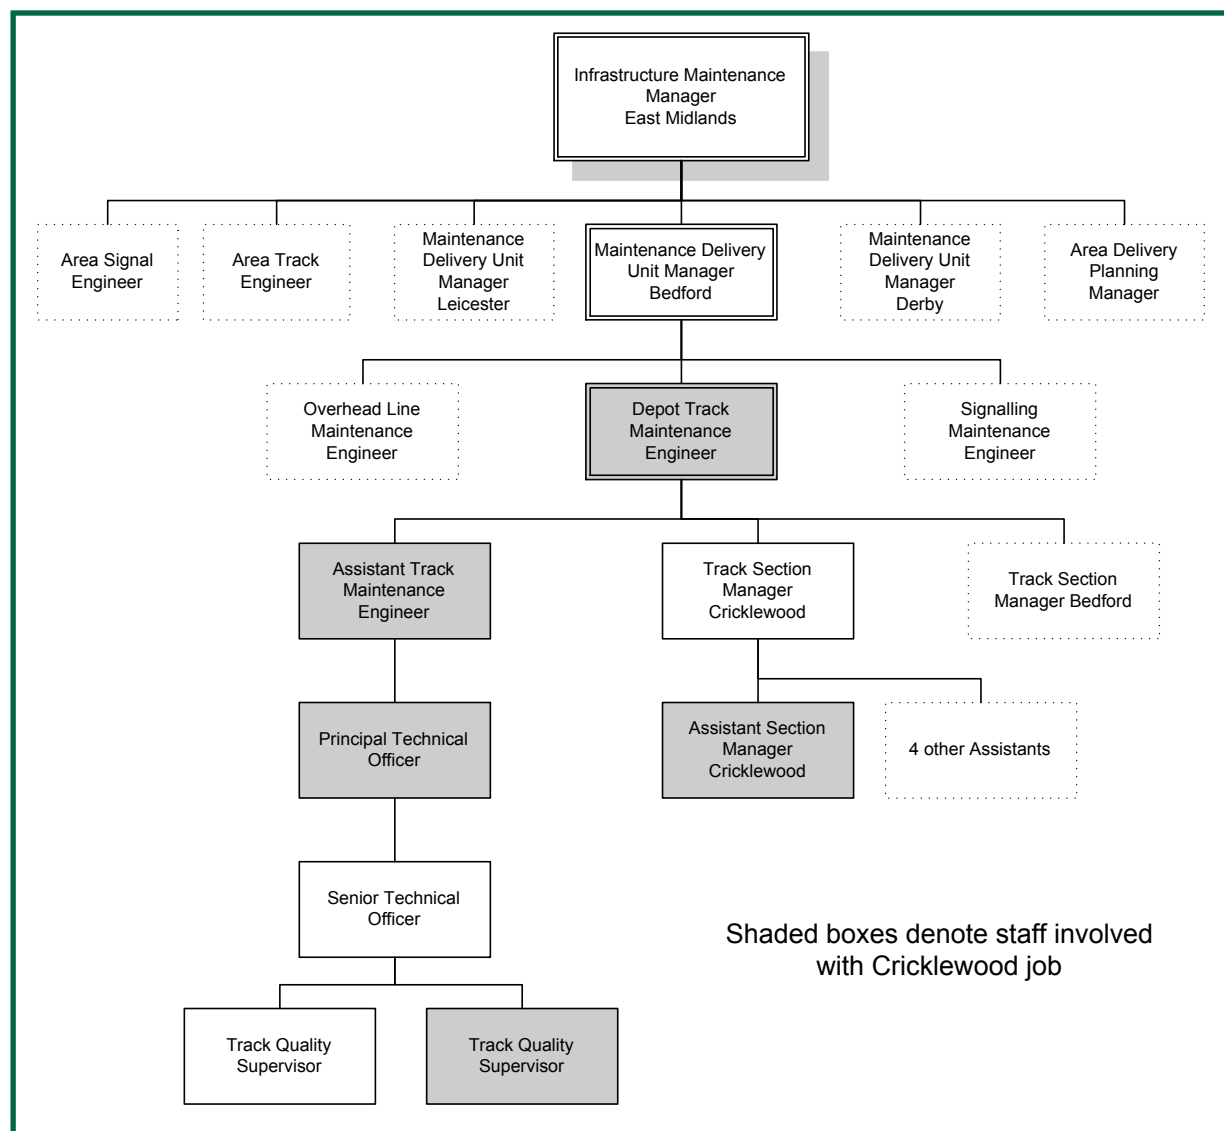 Infrastructure Maintenance
Manager
East Midlands
Area Signal
Engineer
Area Track
Engineer
Maintenance
Delivery Unit
Manager
Leicester
Maintenance Delivery
Unit Manager
Bedford
Maintenance
Delivery Unit
Manager
Derby
Area Delivery
Planning
Manager
Overhead Line
Maintenance
Engineer
Depot Track
Maintenance
Engineer
Signalling
Maintenance
Engineer
Assistant Track
Maintenance
Engineer
Track Section
Manager
Cricklewood
Track Section
Manager Bedford
Principal Technical
Officer
Assistant Section
Manager
Cricklewood
4 other Assistants
Senior Technical
Officer
Shaded boxes denote staff involved
with Cricklewood job
Track Quality
Supervisor
Track Quality
Supervisor